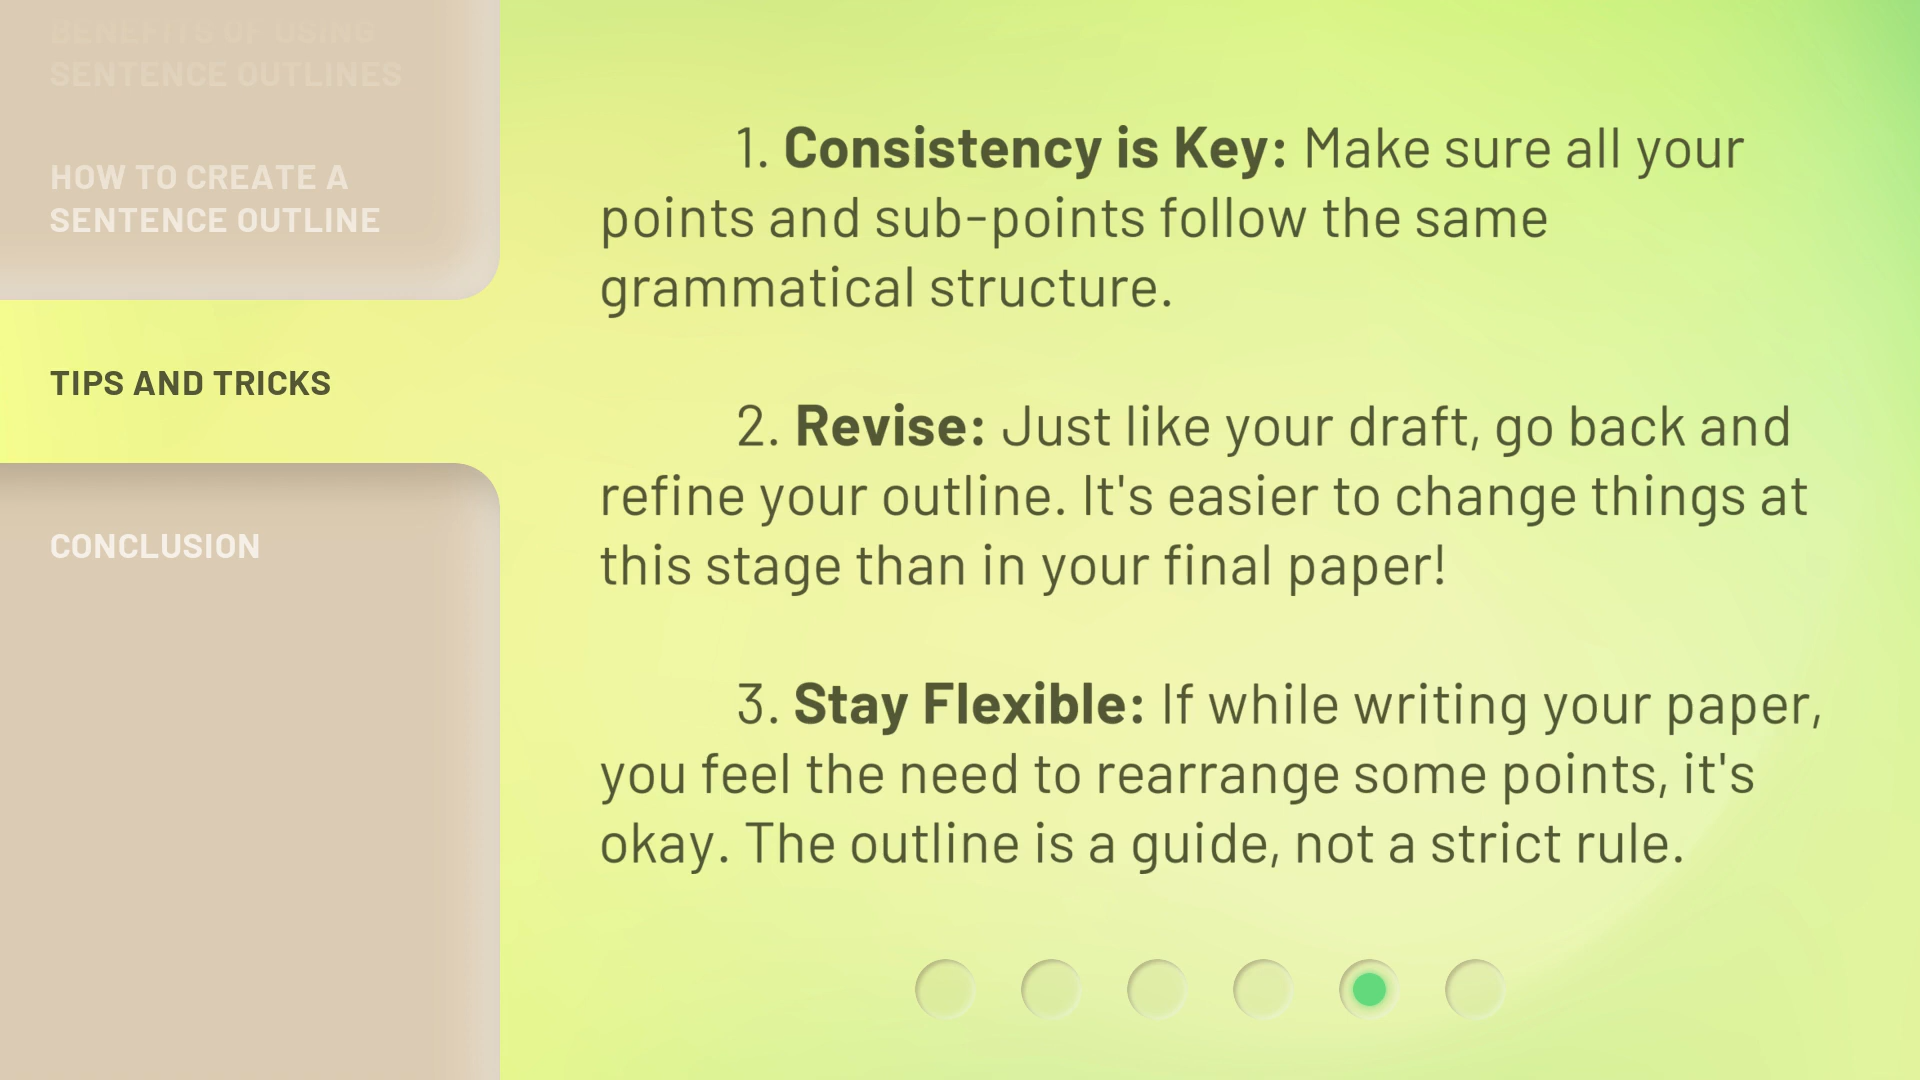 BENEFITS OF USING
SENTENCE OUTLINES
HOW TO CREATE A
SENTENCE OUTLINE
TIPS AND TRICKS
CONCLUSION
1. Consistency is Key: Make sure all your
points and sub-points follow the same
grammatical structure.
2. Revise: Just like your draft, go back and
refine your outline. It's easier to change things at
this stage than in your final paper!
3. Stay Flexible: If while writing your paper,
you feel the need to rearrange some points, it's
okay. The outline is a guide, not a strict rule.